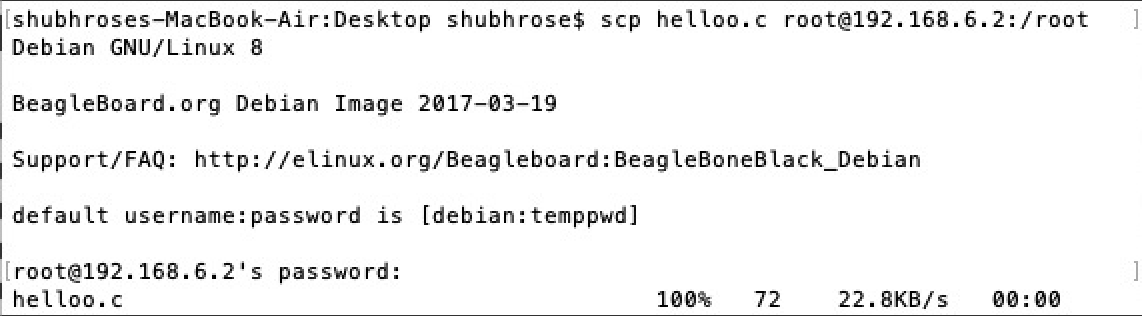 [shubhroses-MacBook-Air:Desktop shubhrose$ scp helloo.c root@192.168.6.2:/root ]
Debian GNU/Linux 8
BeagleBoard.org Debian Image 2017-03-19
Support/FAQ: http://elinux.org/Beagleboard:BeagleBoneBlack_Debian
default username:password is [debian:temppwd]
[root@192.168.6.2's password: ]
helloo.c 100% 72 22.8KB/s 00:00